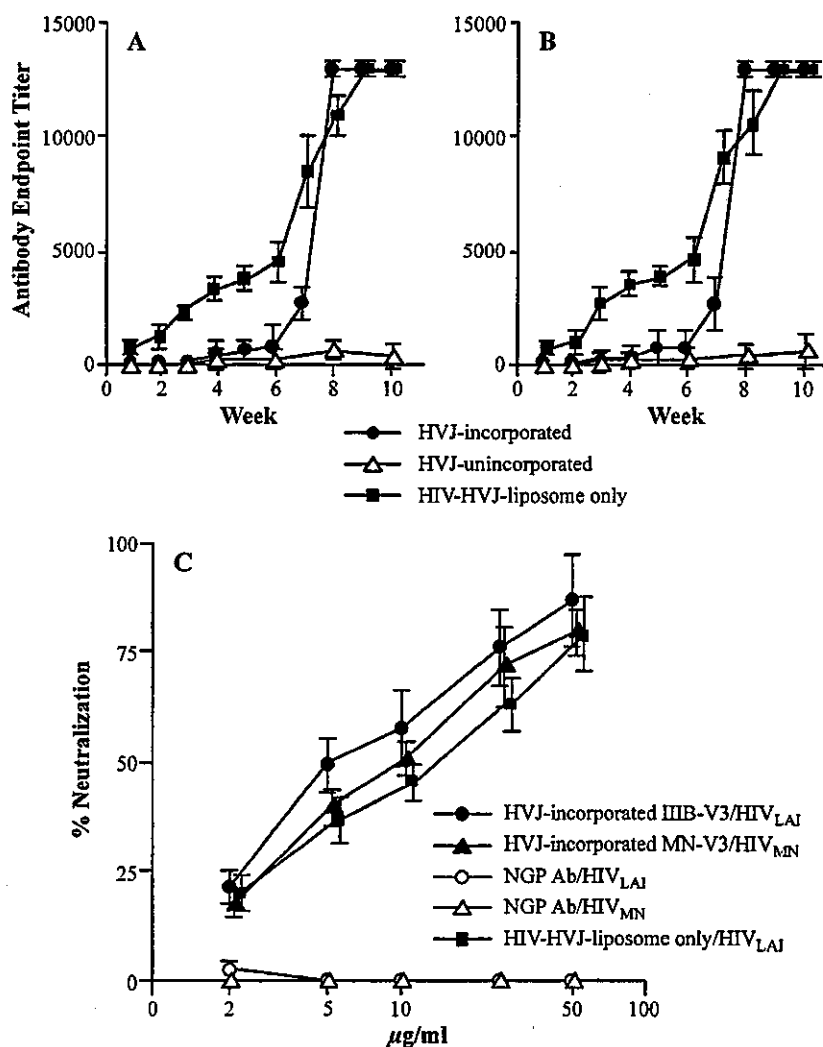 A
B
Antibody Endpoint Titer
15000
10000
5000
0
0 2 4 6 8 10
Week
15000
10000
5000
0
0 2 4 6 8 10
Week
HVJ-incorporated
HVJ-unincorporated
HIV-HVJ-liposome only
C
% Neutralization
100
75
50
25
0
0 2 5 10 50 100
µg/ml
HVJ-incorporated IIIB-V3/HIV_LAI
HVJ-incorporated MN-V3/HIV_MN
NGP Ab/HIV_LAI
NGP Ab/HIV_MN
HIV-HVJ-liposome only/HIV_LAI